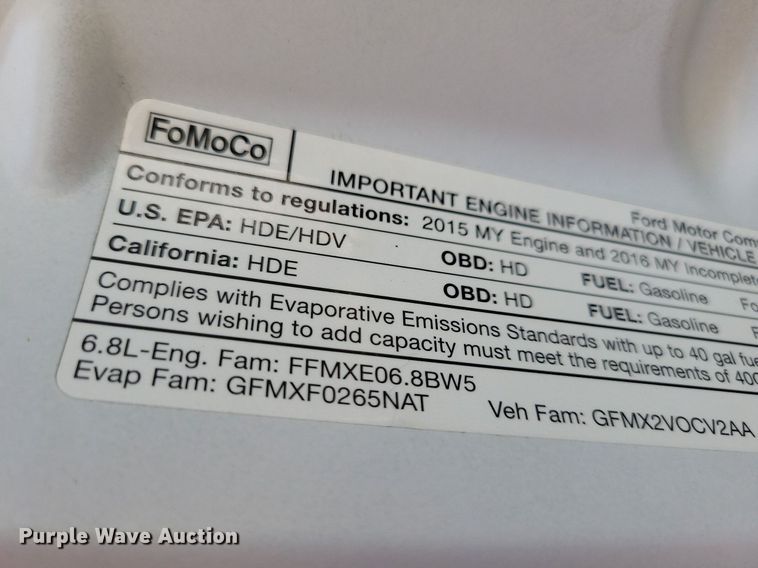 FoMoCo
Ford Motor
IMPORTANT ENGINE INFORMATION / VEHICLE
Conforms to regulations: 2015 MY Engine and 2016 MY Incomplete
U.S. EPA: HDE/HDV OBD: HD FUEL: Gasoline
California: HDE OBD: HD FUEL: Gasoline
Complies with Evaporative Emissions Standards with up to 40 gal
Persons wishing to add capacity must meet the requirements of
6.8L-Eng. Fam: FFMXE06.8BW5
Evap Fam: GFMXF0265NAT Veh Fam: GFMX2VOCV2AA
Purple Wave Auction